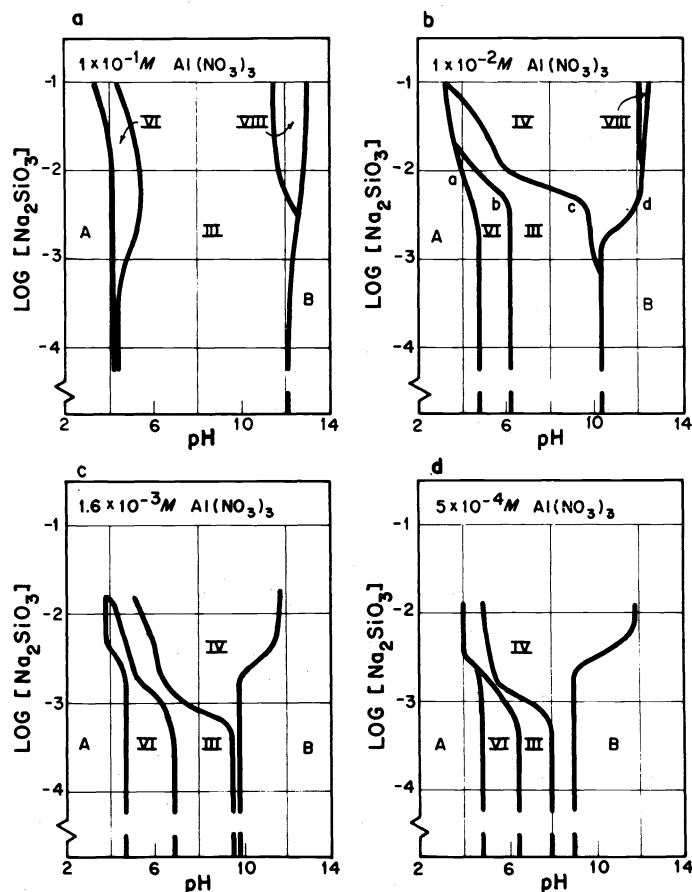 a
1 × 10⁻¹ M Al(NO₃)₃
-1
-2
-3
-4
LOG [Na₂SiO₃]
VI
VIII
A
III
B
2
6
10
14
pH
b
1 × 10⁻² M Al(NO₃)₃
-1
-2
-3
-4
LOG [Na₂SiO₃]
IV
VIII
a
b
c
d
A
VI
III
B
2
6
10
14
pH
c
1.6 × 10⁻³ M Al(NO₃)₃
-1
-2
-3
-4
LOG [Na₂SiO₃]
IV
A
VI
III
B
2
6
10
14
pH
d
5 × 10⁻⁴ M Al(NO₃)₃
-1
-2
-3
-4
LOG [Na₂SiO₃]
IV
A
VI
III
B
2
6
10
14
pH